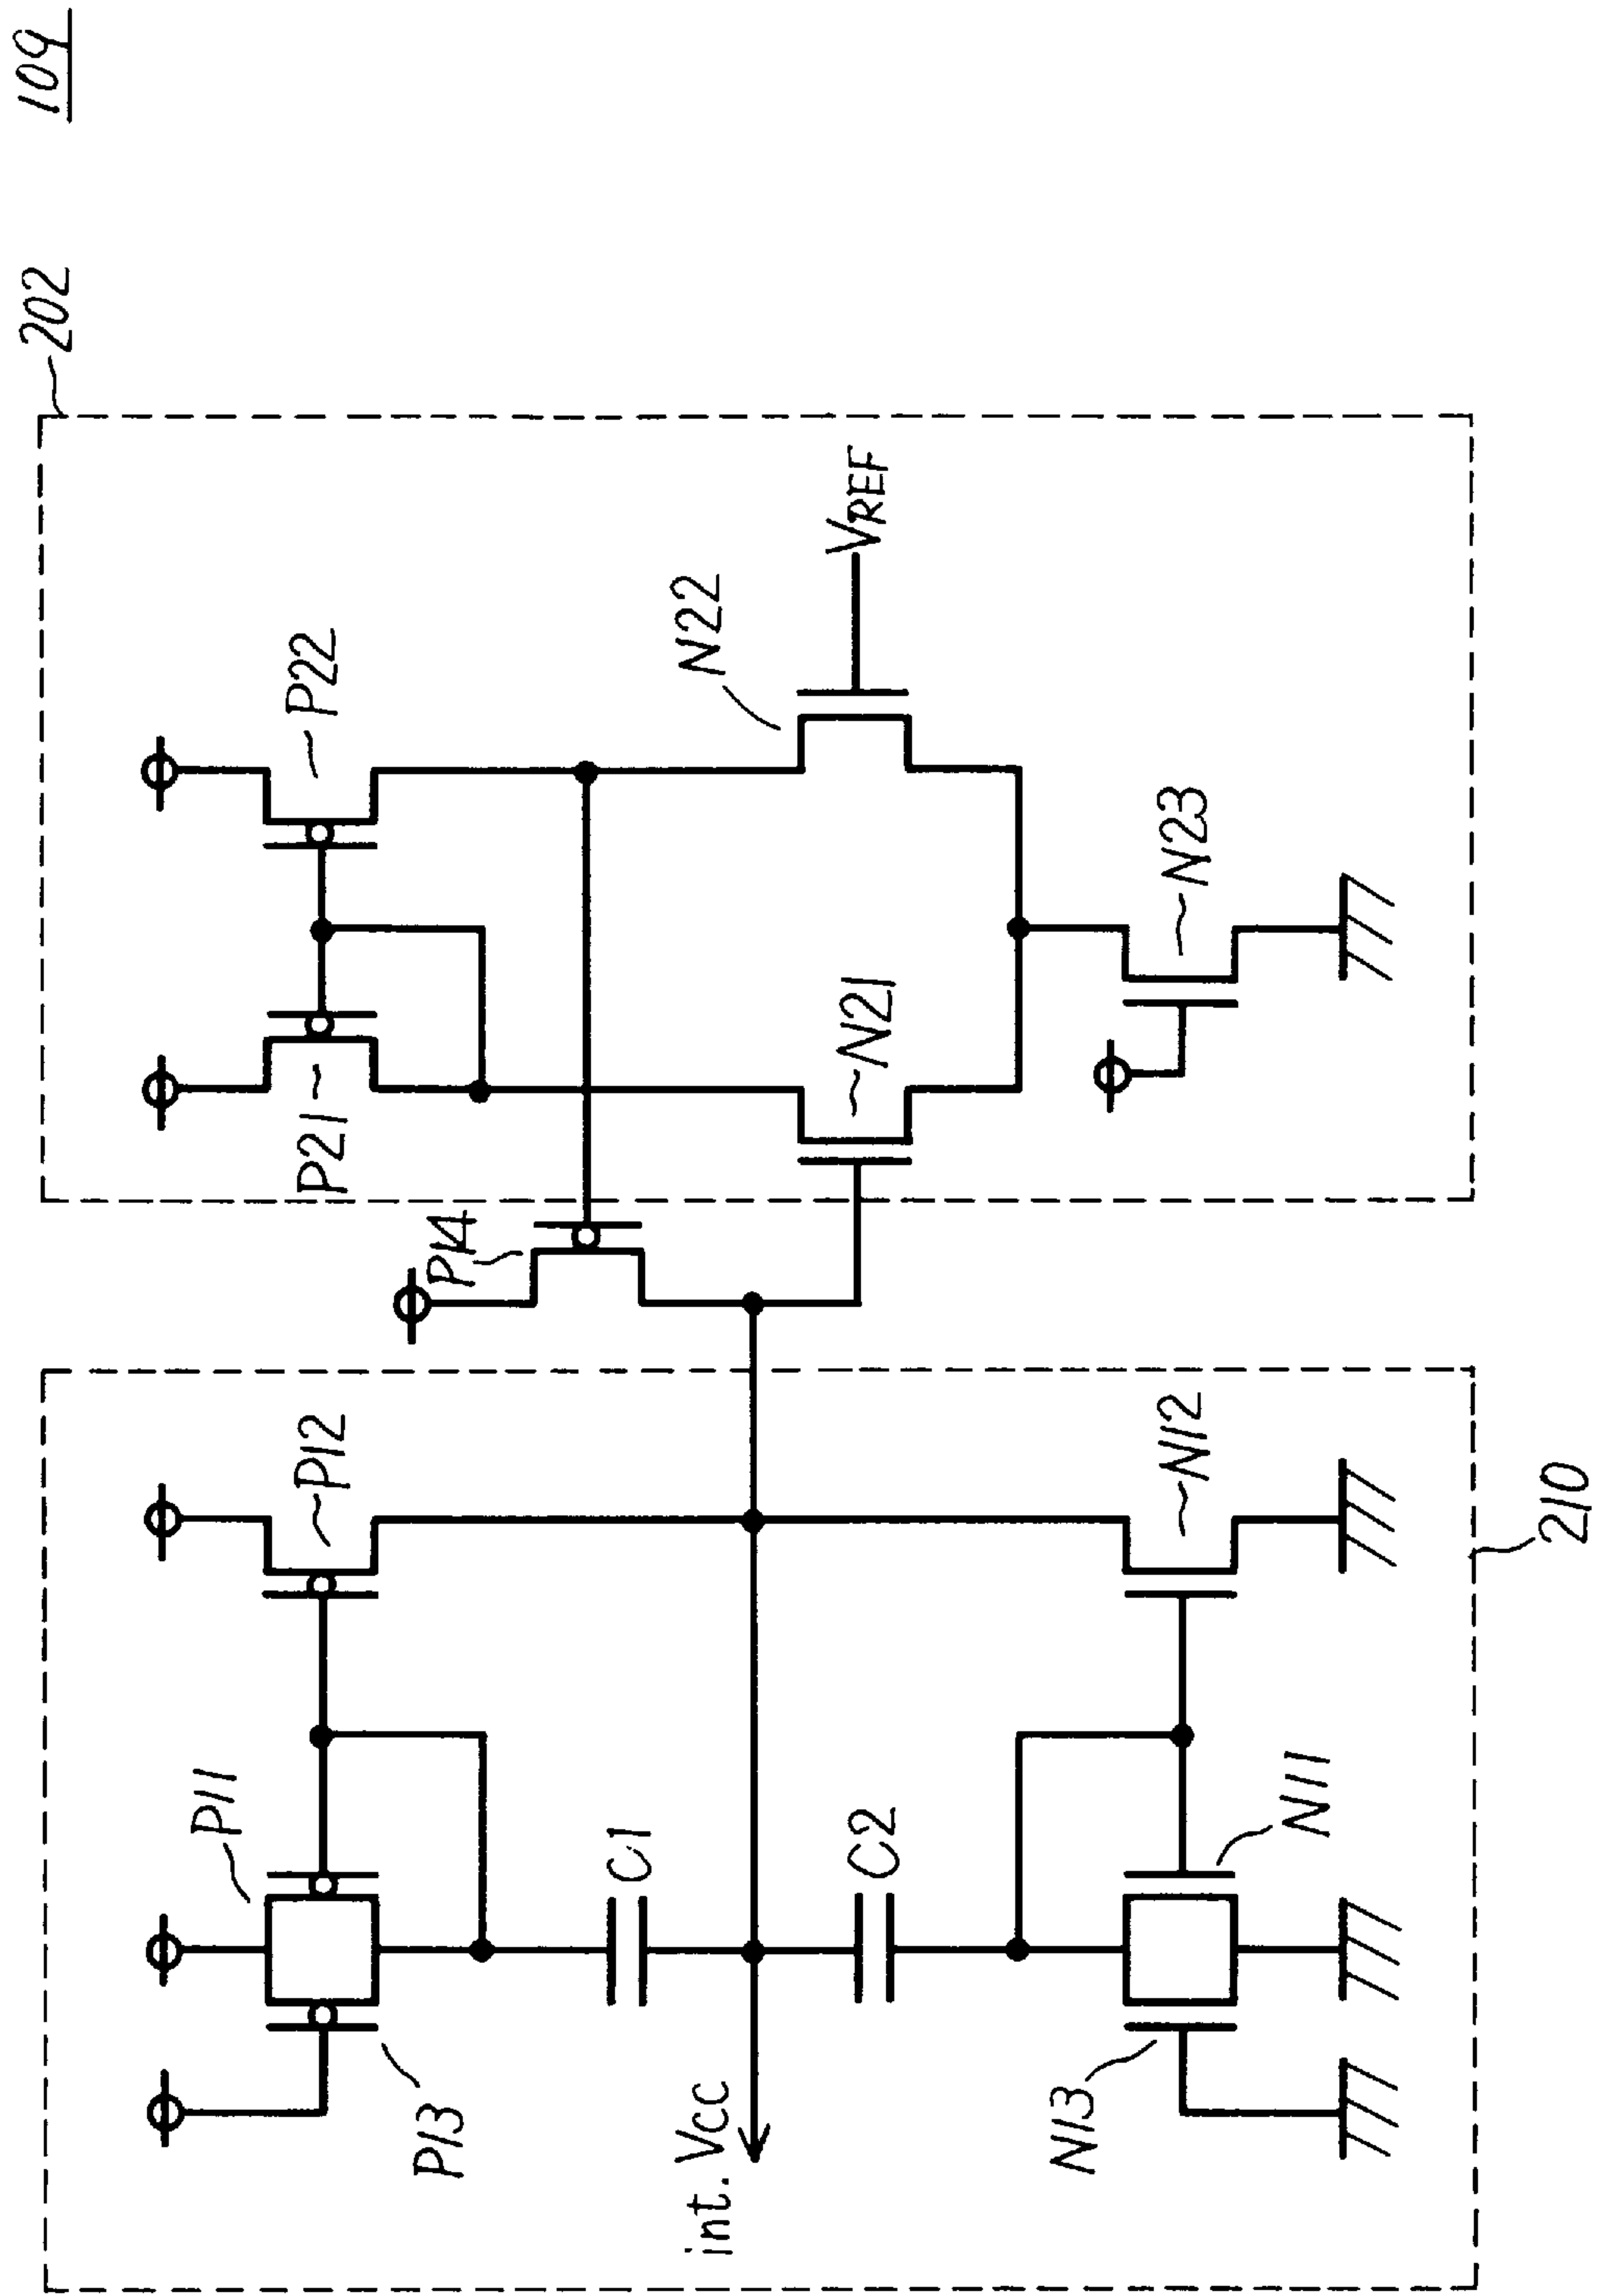 109
202
P22
P21
N22
VREF
N23
N21
P14
P12
N12
210
P11
C1
C2
N11
P13
int. Vcc
N13